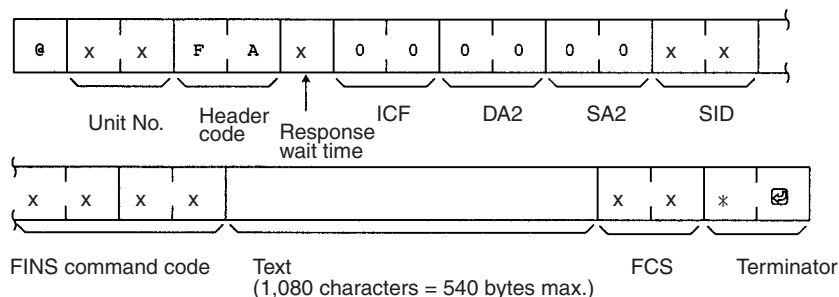 @ x x F A x 0 0 0 0 0 0 x x
Unit No. Header code Response wait time ICF DA2 SA2 SID
x x x x x x * ↵
FINS command code Text FCS Terminator
(1,080 characters = 540 bytes max.)